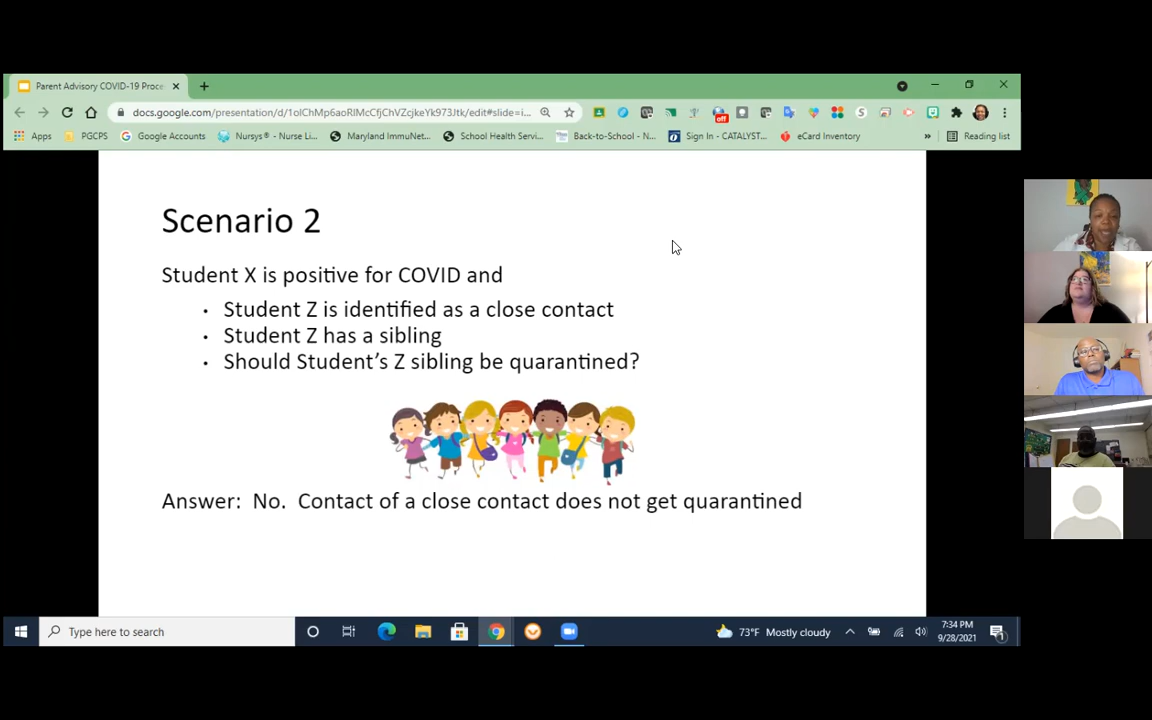 Parent Advisory COVID-19 Proce
docs.google.com/presentation/d/1olChMp6aoRlMcCfjChVZcjkeYk973Jtk/edit#slide=i...
off
Apps
PGCPS
Google Accounts
Nursys® - Nurse Li...
Maryland ImmuNet...
School Health Servi...
Back-to-School - N...
Sign In - CATALYST...
eCard Inventory
»
Reading list
Scenario 2
Student X is positive for COVID and
• Student Z is identified as a close contact
• Student Z has a sibling
• Should Student's Z sibling be quarantined?
Answer: No. Contact of a close contact does not get quarantined
Type here to search
73°F Mostly cloudy
7:34 PM
9/28/2021
1